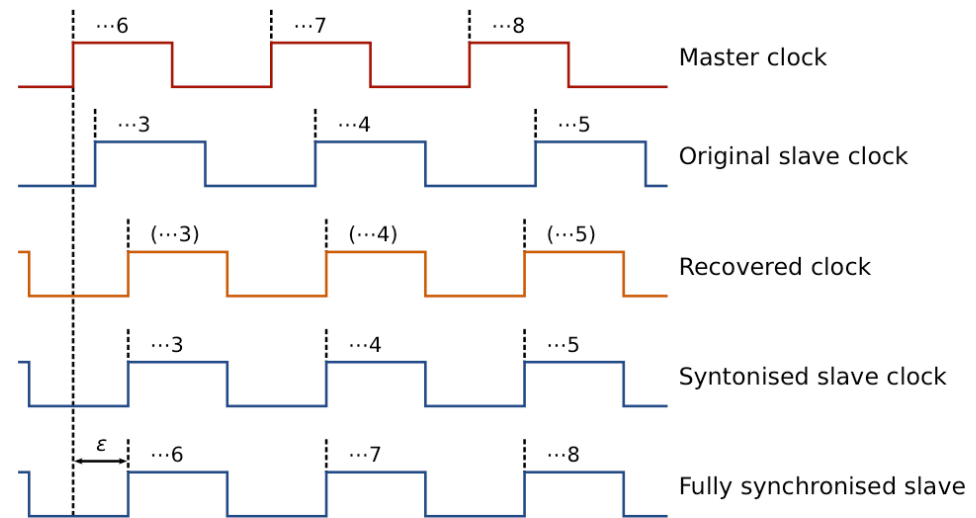 ⋯6 ⋯7 ⋯8 Master clock
⋯3 ⋯4 ⋯5 Original slave clock
(⋯3) (⋯4) (⋯5) Recovered clock
⋯3 ⋯4 ⋯5 Syntonised slave clock
ε ⋯6 ⋯7 ⋯8 Fully synchronised slave